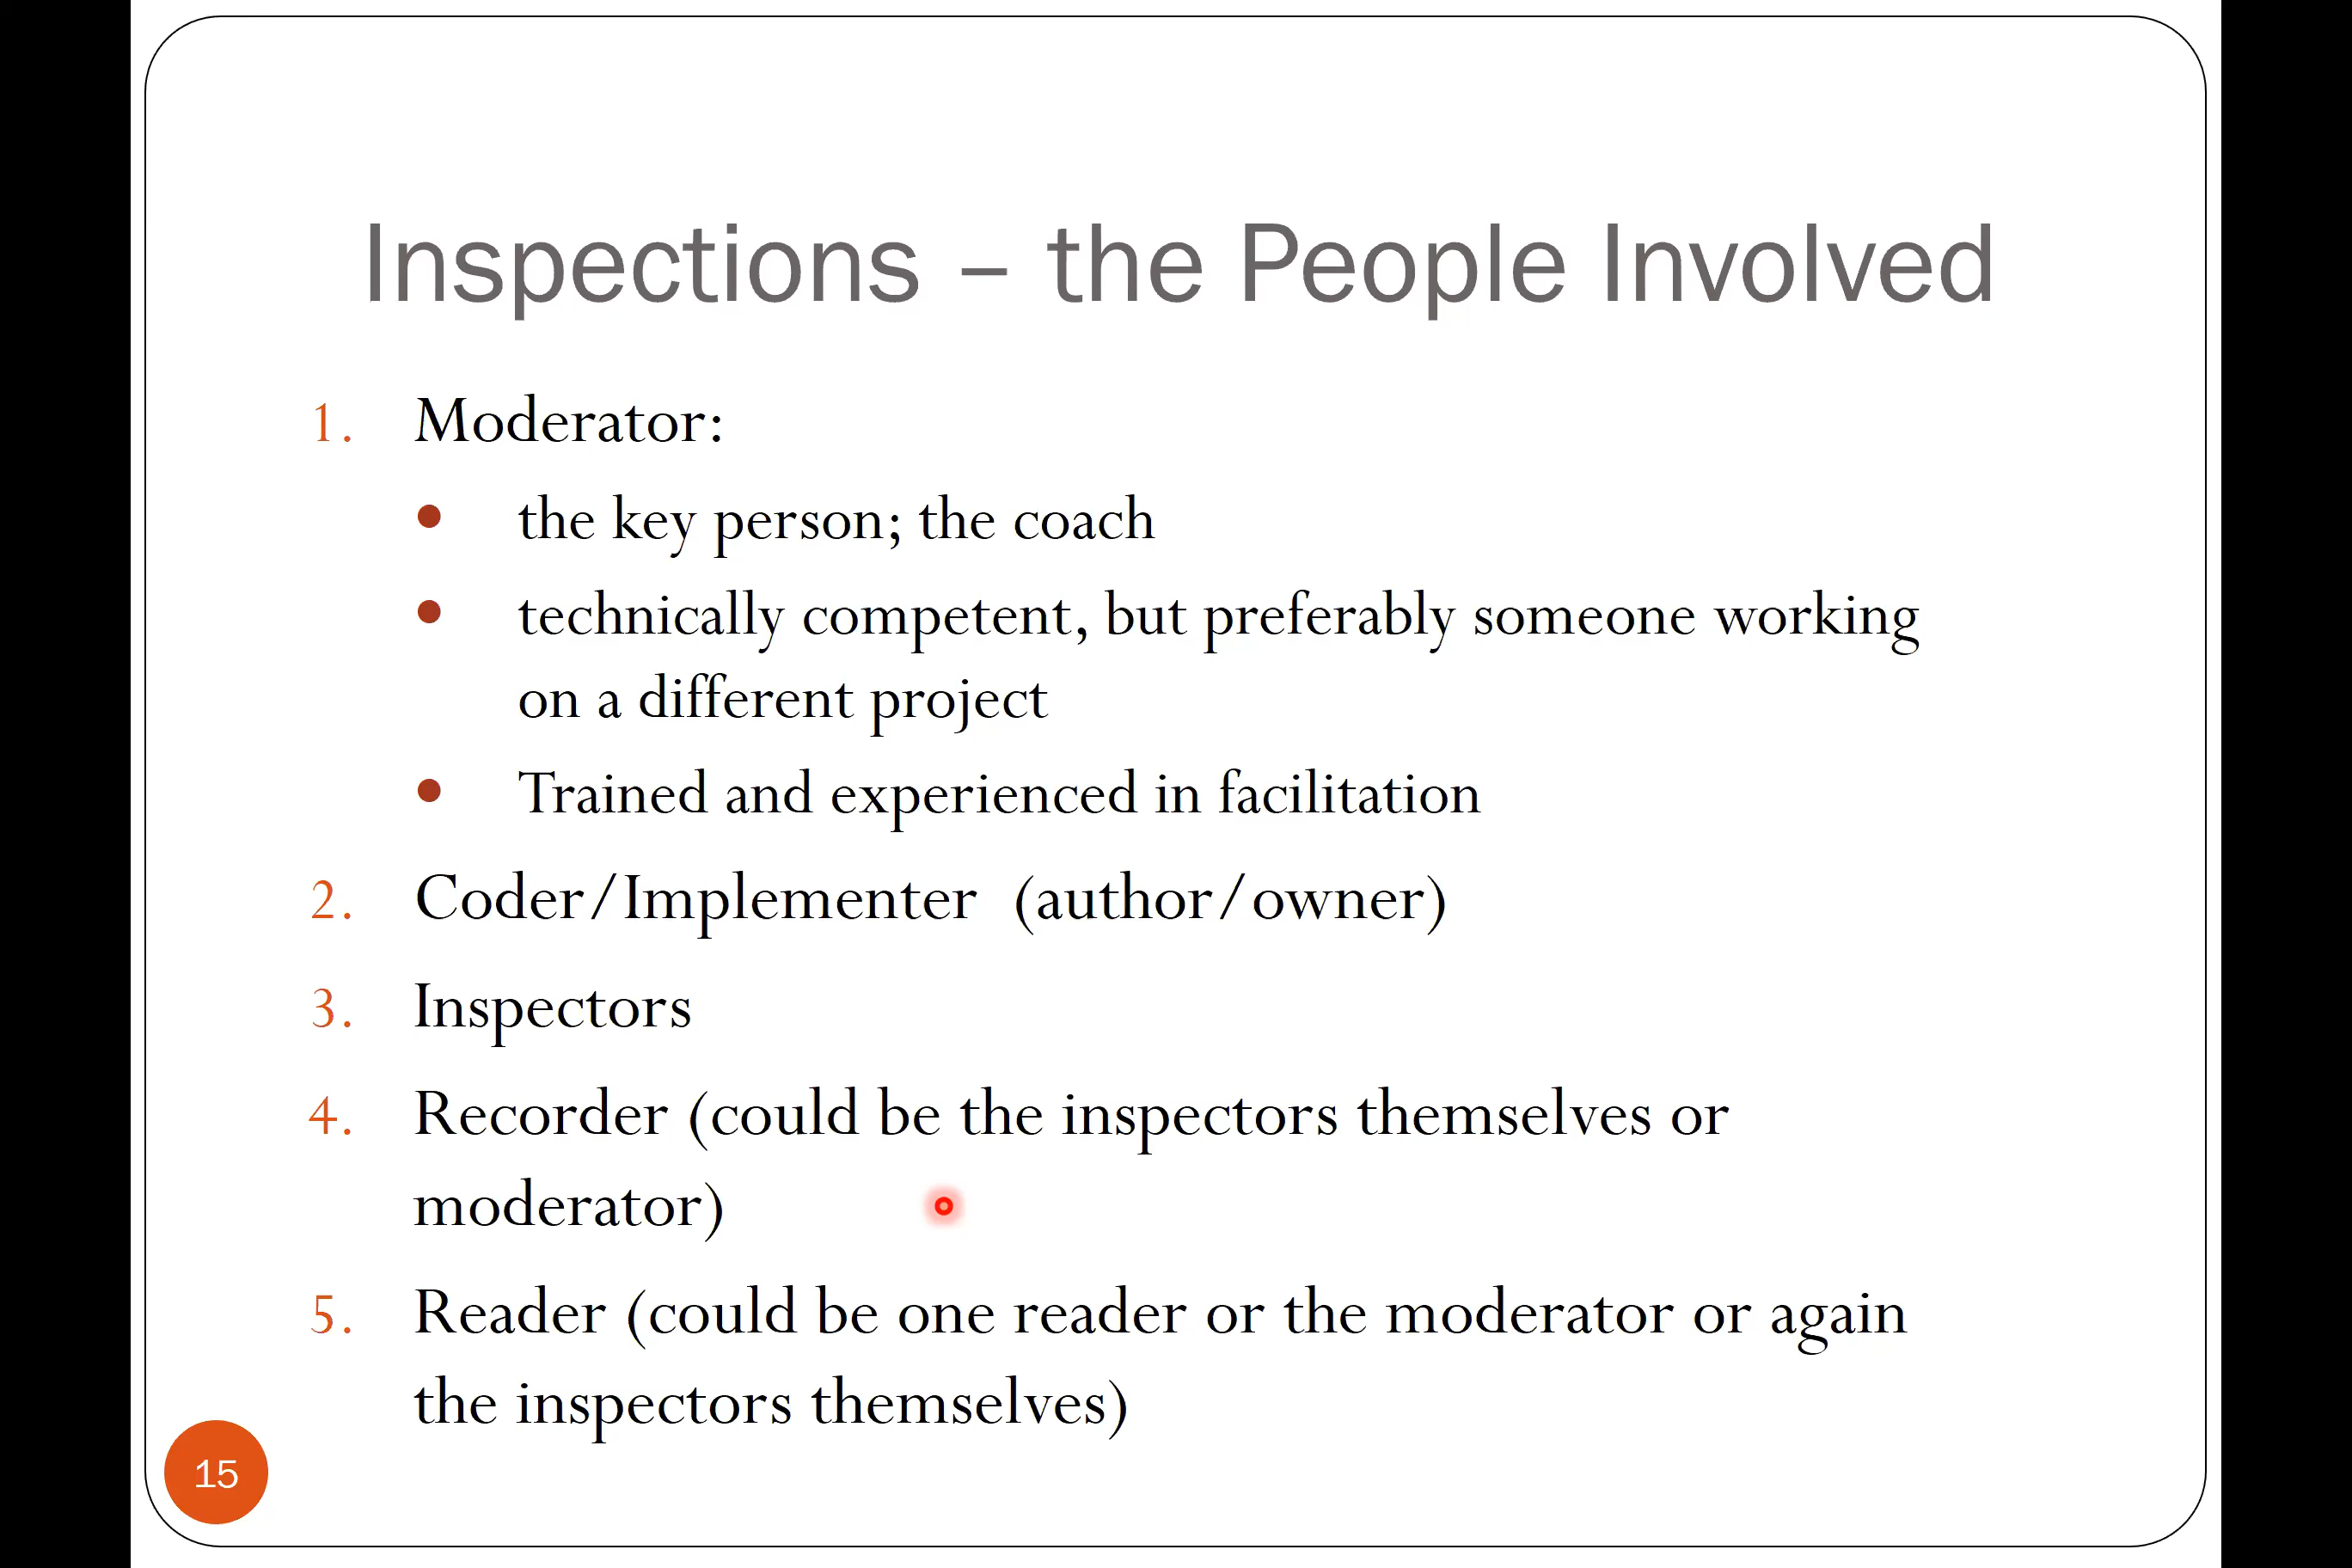 Inspections – the People Involved
1. Moderator:
• the key person; the coach
• technically competent, but preferably someone working
on a different project
• Trained and experienced in facilitation
2. Coder/Implementer (author/owner)
3. Inspectors
4. Recorder (could be the inspectors themselves or
moderator)
5. Reader (could be one reader or the moderator or again
the inspectors themselves)
15